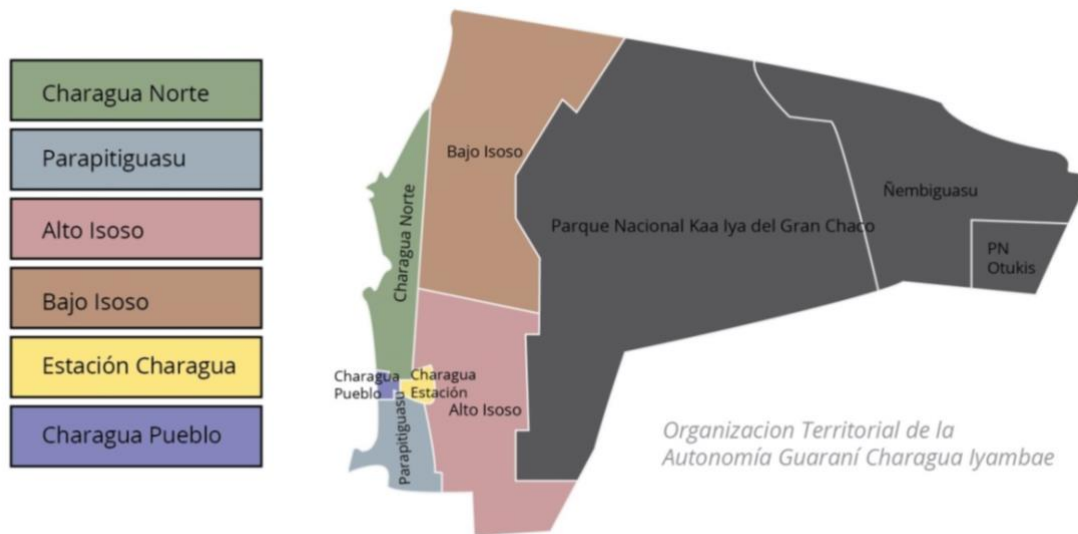 Charagua Norte
Parapitiguasu
Alto Isoso
Bajo Isoso
Estación Charagua
Charagua Pueblo
Bajo Isoso
Charagua Norte
Parque Nacional Kaa Iya del Gran Chaco
Ñembiguasu
PN
Otukis
Charagua
Pueblo
Charagua
Estación
Alto Isoso
Parapitiguasu
Organizacion Territorial de la
Autonomía Guaraní Charagua Iyambae